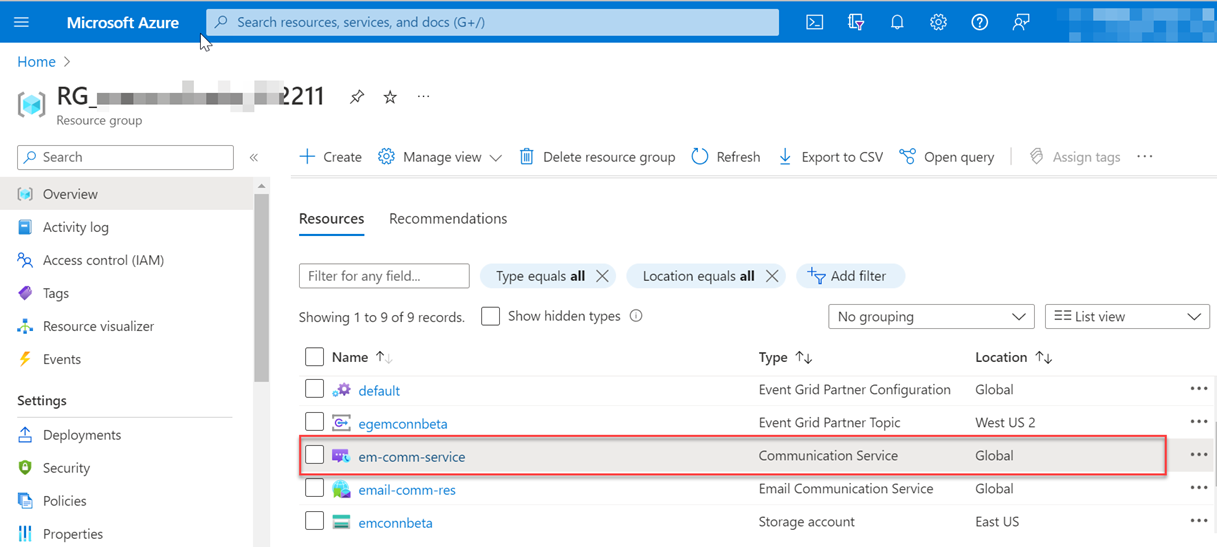 Microsoft Azure Search resources, services, and docs (G+/)
Home
RG_ 2211
Resource group
Search
Create Manage view Delete resource group Refresh Export to CSV Open query Assign tags
Overview
Activity log
Access control (IAM)
Tags
Resource visualizer
Events
Settings
Deployments
Security
Policies
Properties
Resources Recommendations
Filter for any field... Type equals all Location equals all Add filter
Showing 1 to 9 of 9 records. Show hidden types No grouping List view
Name Type Location
default Event Grid Partner Configuration Global
egemconnbeta Event Grid Partner Topic West US 2
em-comm-service Communication Service Global
email-comm-res Email Communication Service Global
emconnbeta Storage account East US